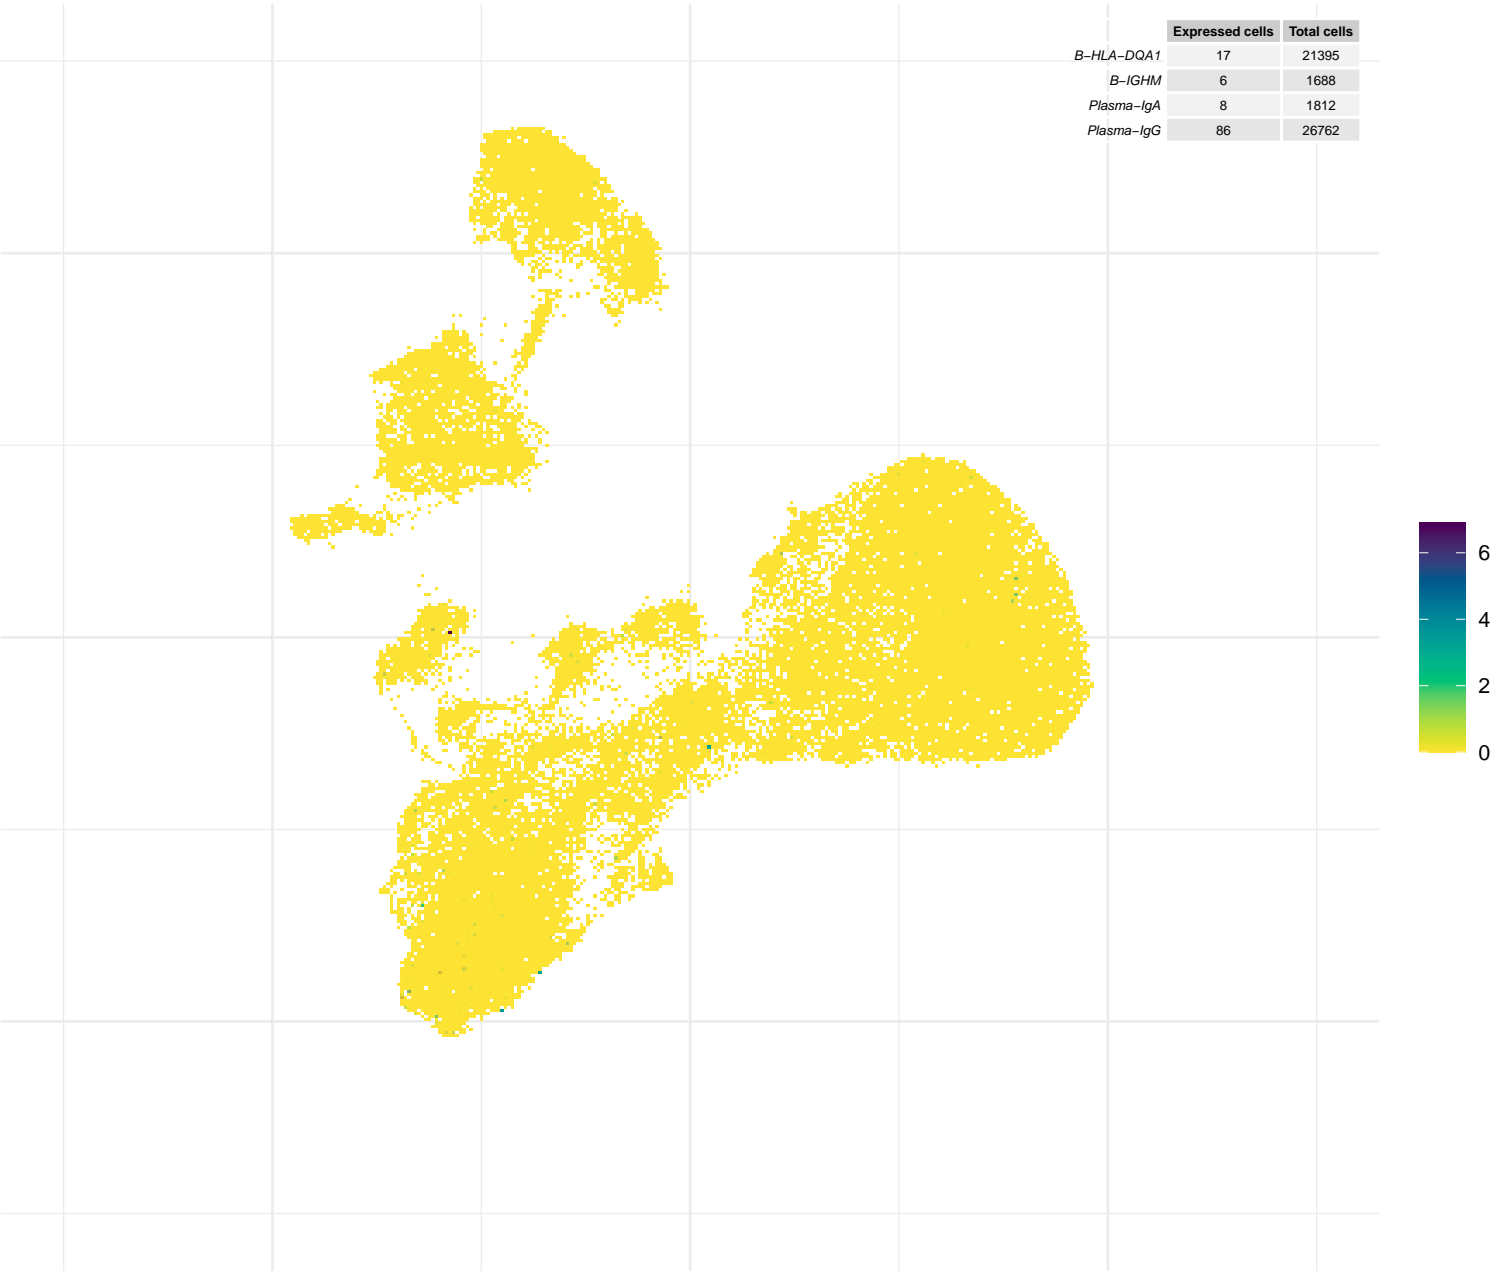 Expressed cells Total cells
B−HLA−DQA1 17 21395
B−IGHM 6 1688
Plasma−IgA 8 1812
Plasma−IgG 86 26762
6
4
2
0